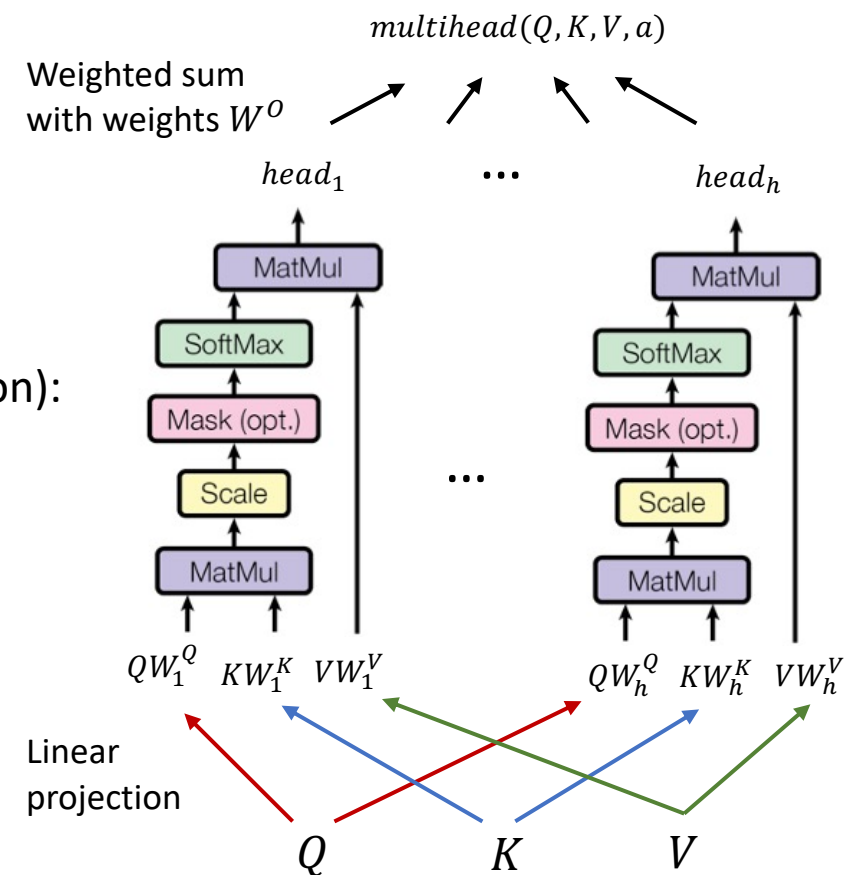 multihead(Q, K, V, a)
Weighted sum
with weights W^O
head_1 ... head_h
MatMul MatMul
SoftMax SoftMax
on):
Mask (opt.) Mask (opt.)
...
Scale Scale
MatMul MatMul
QW_1^Q KW_1^K VW_1^V QW_h^Q KW_h^K VW_h^V
Linear
projection
Q K V